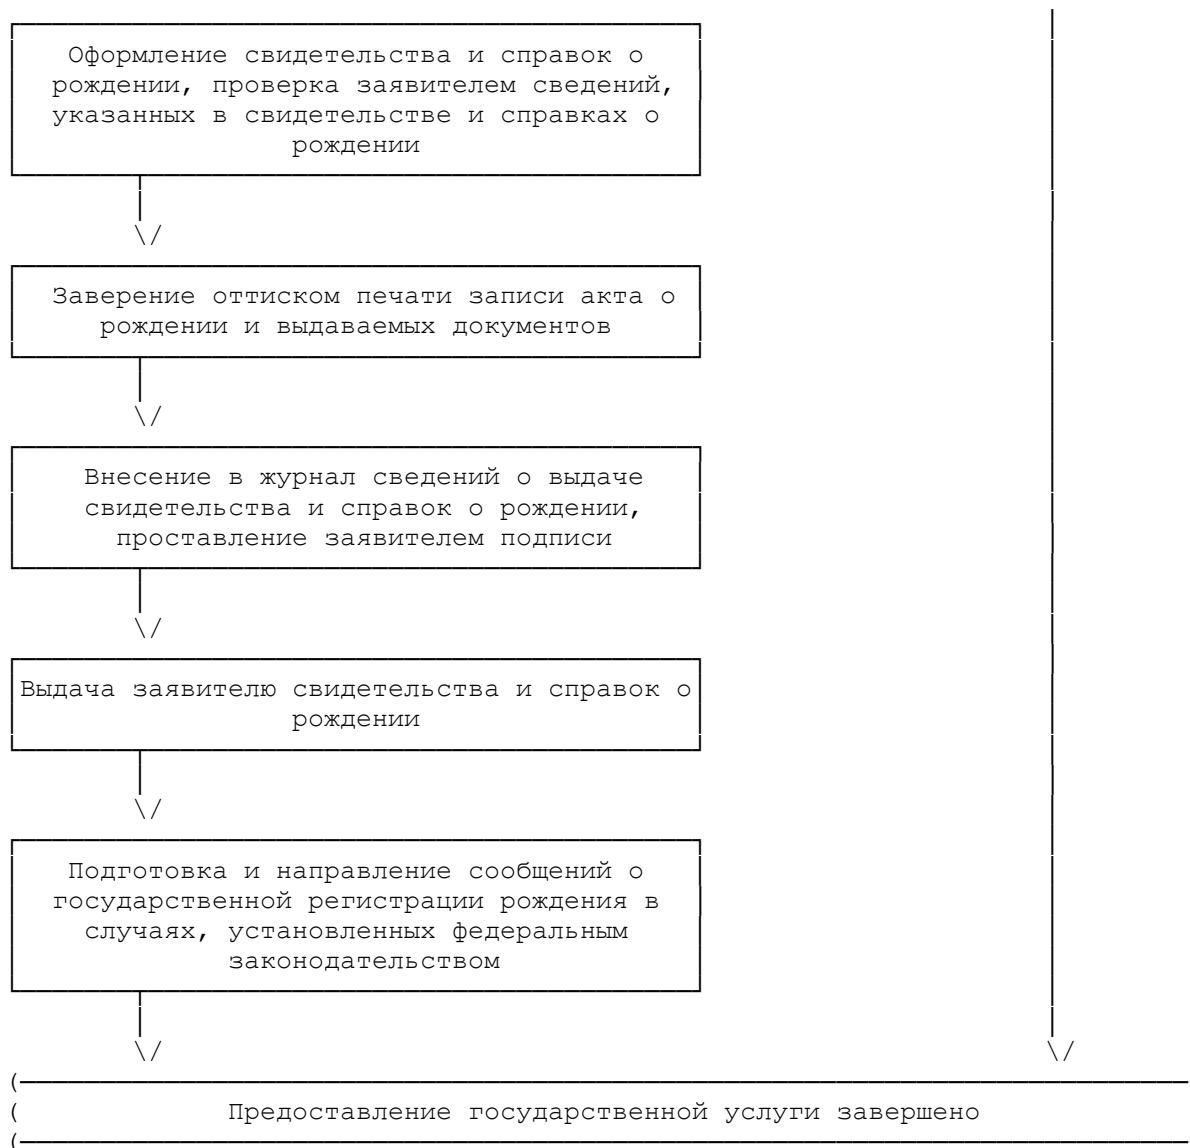 Оформление свидетельства и справок о
рождении, проверка заявителем сведений,
указанных в свидетельстве и справках о
рождении
\/
Заверение оттиском печати записи акта о
рождении и выдаваемых документов
\/
Внесение в журнал сведений о выдаче
свидетельства и справок о рождении,
проставление заявителем подписи
\/
Выдача заявителю свидетельства и справок о
рождении
\/
Подготовка и направление сообщений о
государственной регистрации рождения в
случаях, установленных федеральным
законодательством
\/ \/
(
( Предоставление государственной услуги завершено
(